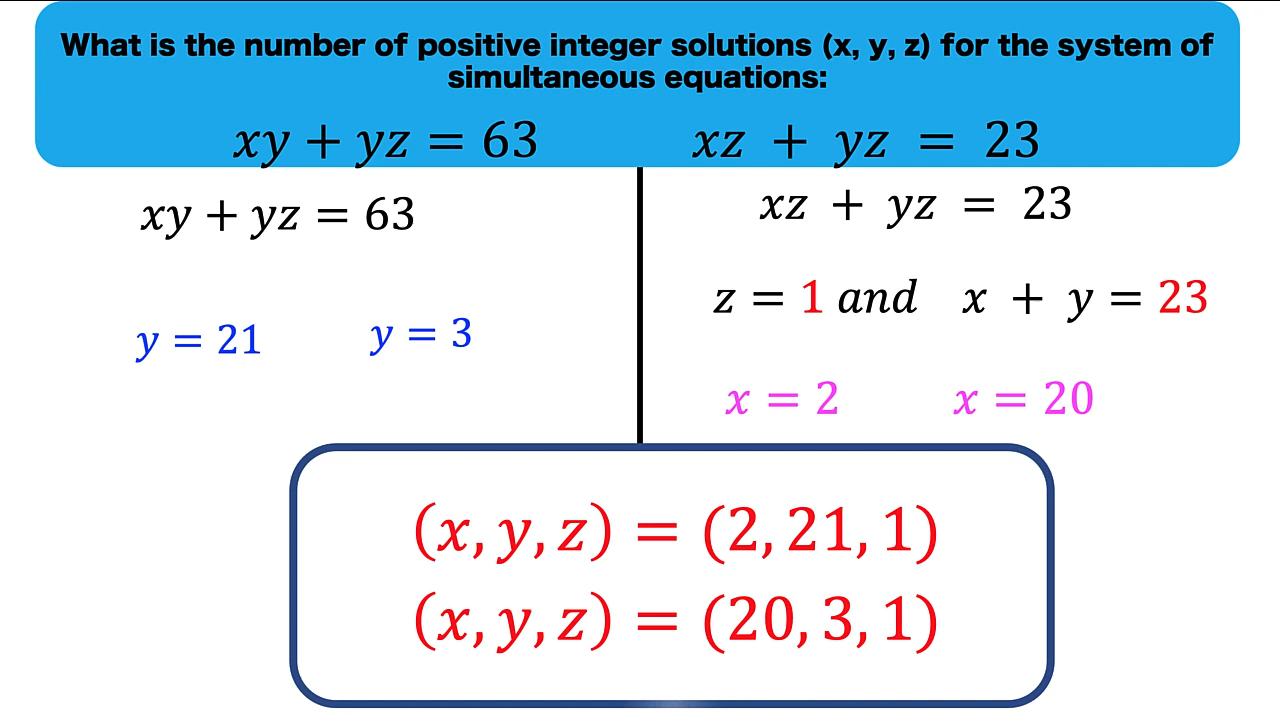 What is the number of positive integer solutions (x, y, z) for the system of
simultaneous equations:
xy + yz = 63 xz + yz = 23
xy + yz = 63
xz + yz = 23
z = 1 and x + y = 23
y = 21 y = 3
x = 2 x = 20
(x, y, z) = (2, 21, 1)
(x, y, z) = (20, 3, 1)